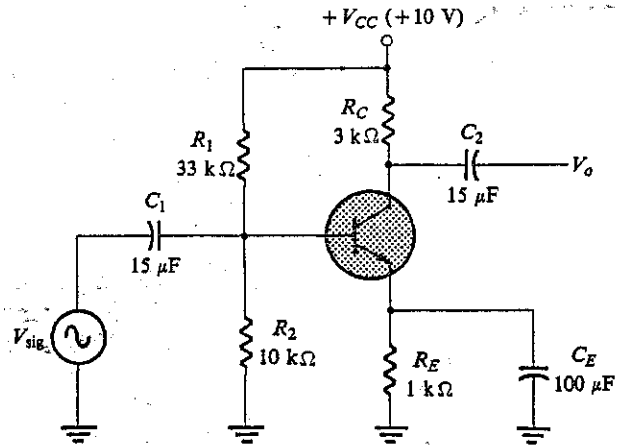 + V_CC (+10 V)
R_C
3 kΩ
R_1
33 kΩ
C_2
15 μF
V_o
C_1
15 μF
V_sig
R_2
10 kΩ
R_E
1 kΩ
C_E
100 μF